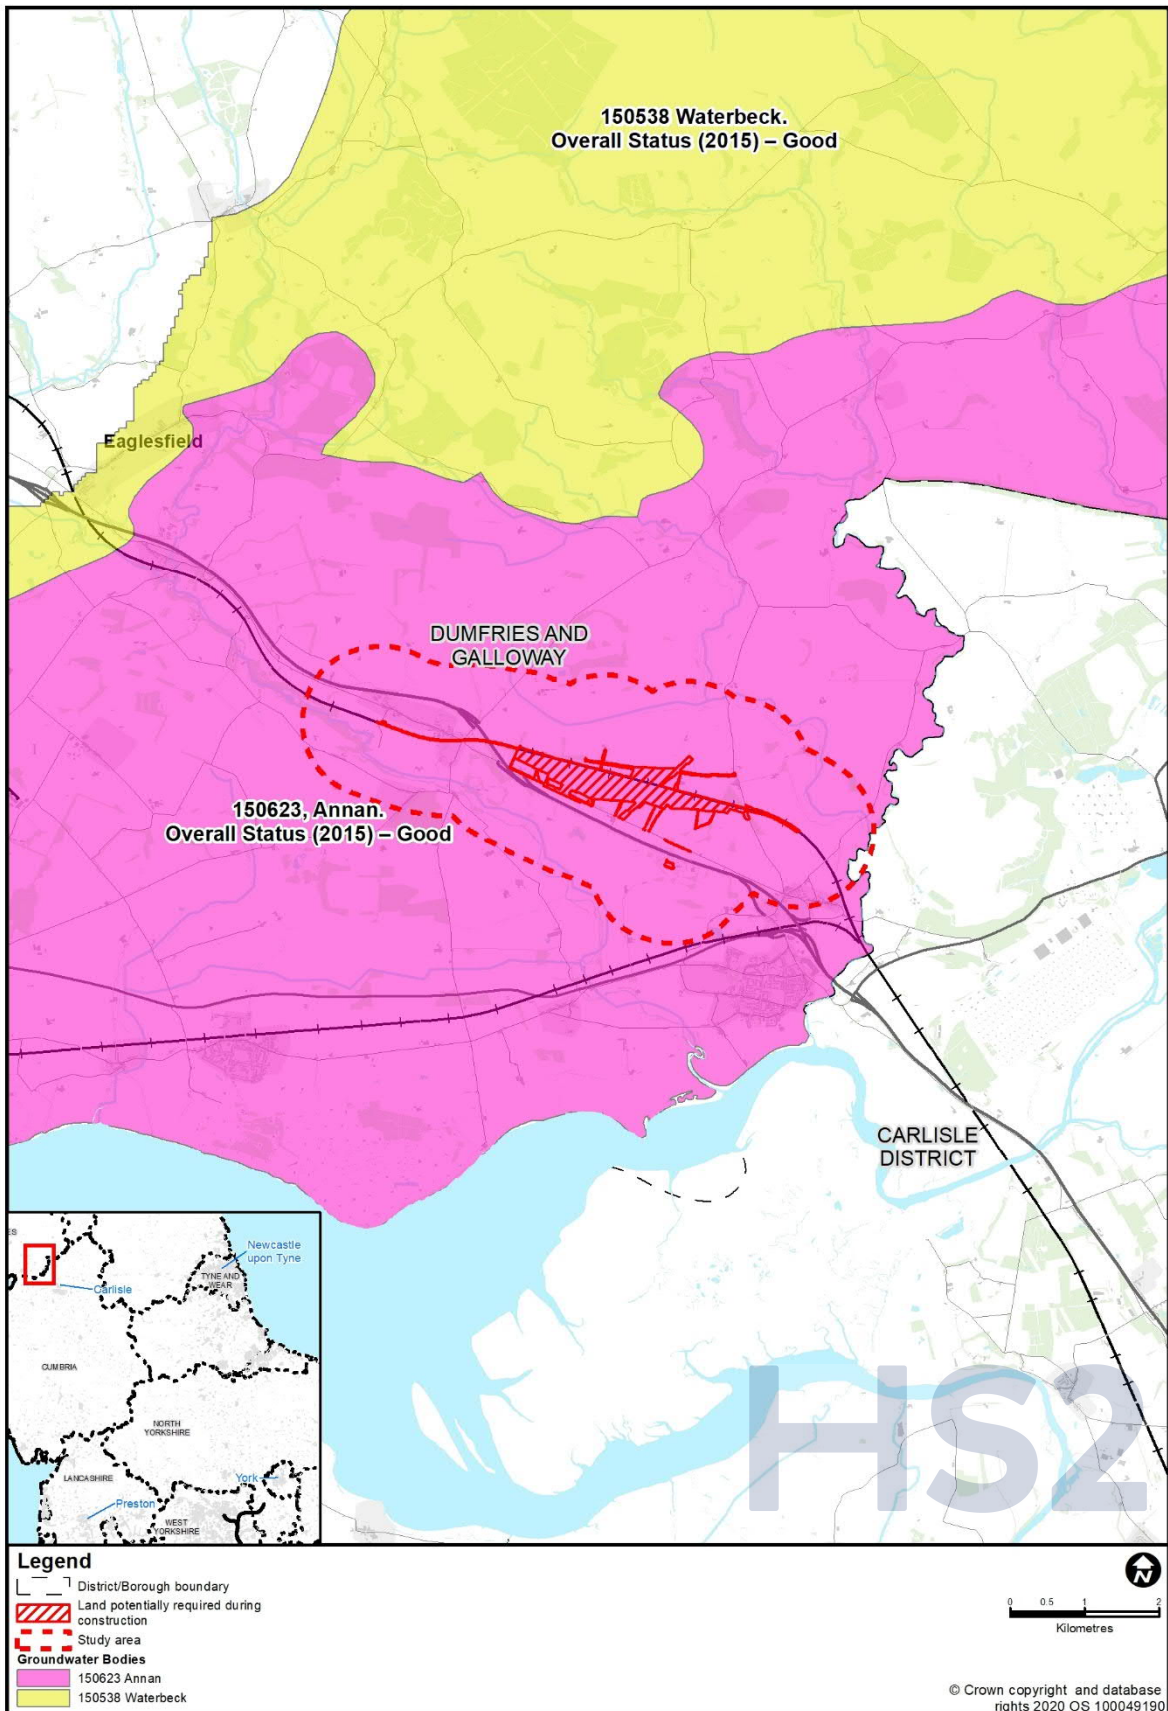 150538 Waterbeck.
Overall Status (2015) – Good
Eaglesfield
DUMFRIES AND
GALLOWAY
150623, Annan.
Overall Status (2015) – Good
CARLISLE
DISTRICT
ES
Newcastle
upon Tyne
TYNE AND
WEAR
Carlisle
CUMBRIA
NORTH
YORKSHIRE
LANCASHIRE
York
Preston
WEST
YORKSHIRE
HS2
Legend
District/Borough boundary
Land potentially required during
construction
Study area
Groundwater Bodies
150623 Annan
150538 Waterbeck
N
0 0.5 1 2
Kilometres
© Crown copyright and database
rights 2020 OS 100049190